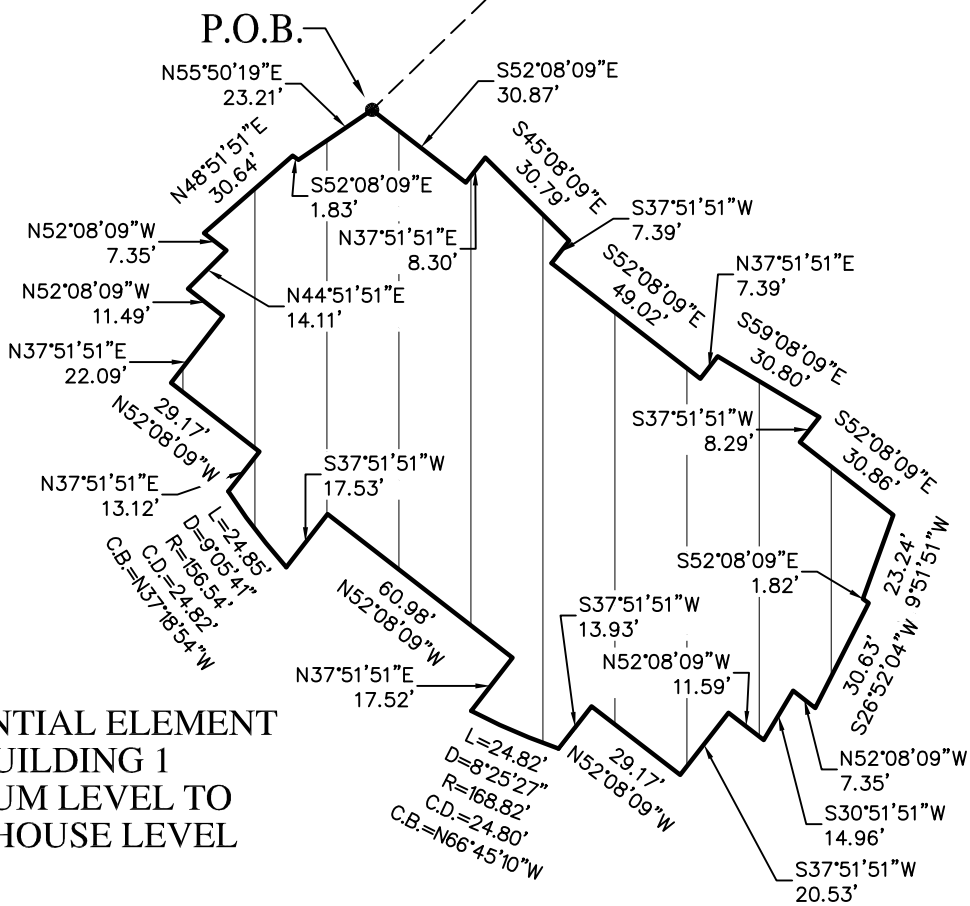 P.O.B.
N55°50'19"E
23.21'
S52°08'09"E
30.87'
N48°51'51"E
30.64'
S52°08'09"E
1.83'
S45°08'09"E
30.79'
N37°51'51"E
8.30'
S37°51'51"W
7.39'
N52°08'09"W
7.35'
N44°51'51"E
14.11'
S52°08'09"E
49.02'
N37°51'51"E
7.39'
N52°08'09"W
11.49'
S59°08'09"E
30.80'
N37°51'51"E
22.09'
S37°51'51"W
8.29'
29.17'
N52°08'09"W
S52°08'09"E
30.86'
N37°51'51"E
13.12'
S37°51'51"W
17.53'
L=24.85'
D=9°05'41"
R=156.54'
C.D.=24.82'
C.B.=N37°18'54"W
23.24'
9°51'51"W
S52°08'09"E
1.82'
60.98'
N52°08'09"W
S37°51'51"W
13.93'
N52°08'09"W
11.59'
30.63'
S26°52'04"W
N37°51'51"E
17.52'
L=24.82'
D=8°25'27"
R=168.82'
C.D.=24.80'
C.B.=N66°45'10"W
29.17'
N52°08'09"W
N52°08'09"W
7.35'
S30°51'51"W
14.96'
S37°51'51"W
20.53'
NTIAL ELEMENT
UILDING 1
UM LEVEL TO
HOUSE LEVEL